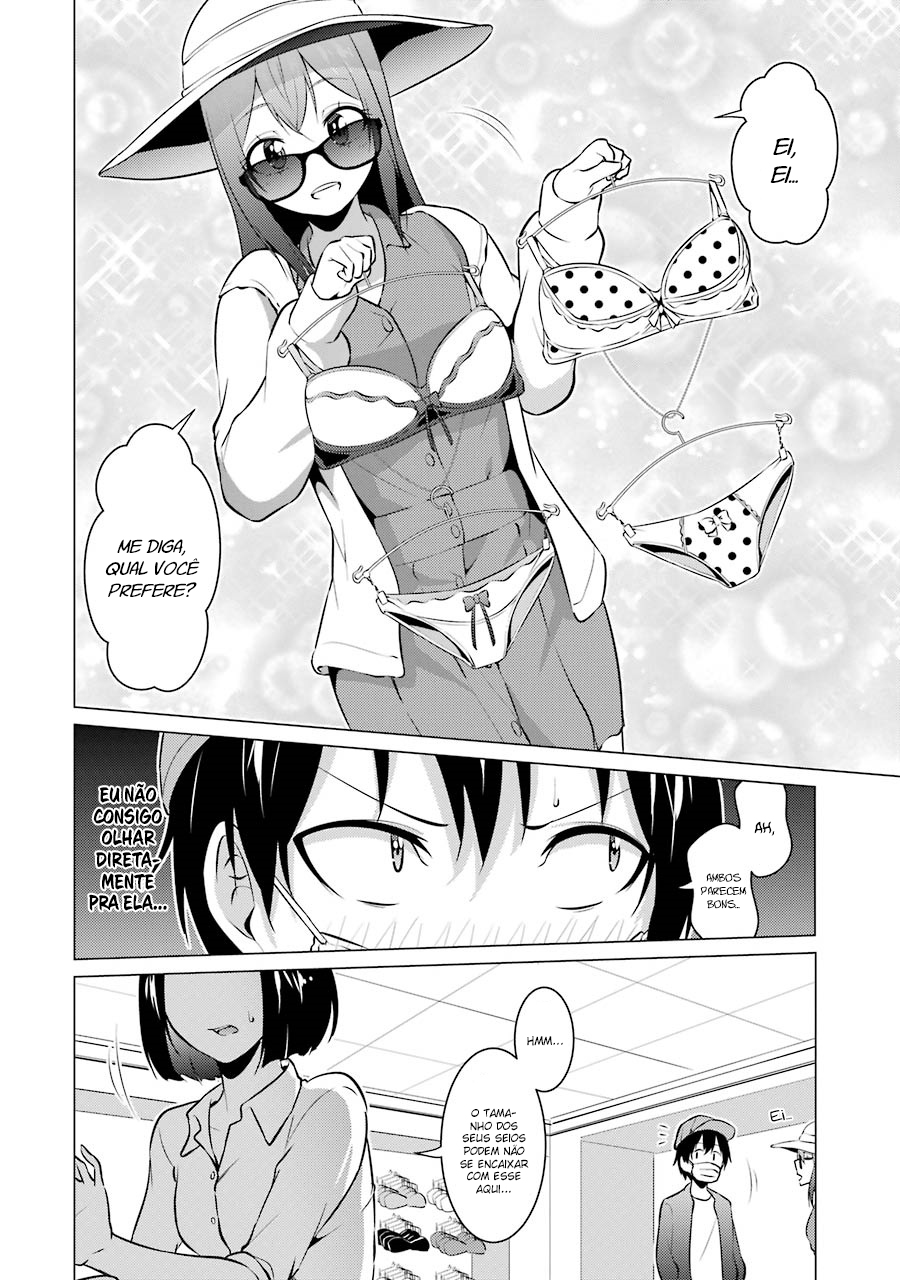 EI,
EI...
ME DIGA,
QUAL VOCÊ
PREFERE?
AH,
AMBOS
PARECEM
BONS...
EU NÃO
CONSIGO
OLHAR
DIRETA-
MENTE
PRA ELA...
HMM...
O TAMA-
NHO DOS
SEUS SEIOS
PODEM NÃO
SE ENCAIXAR
COM ESSE
AQUI...
EI...